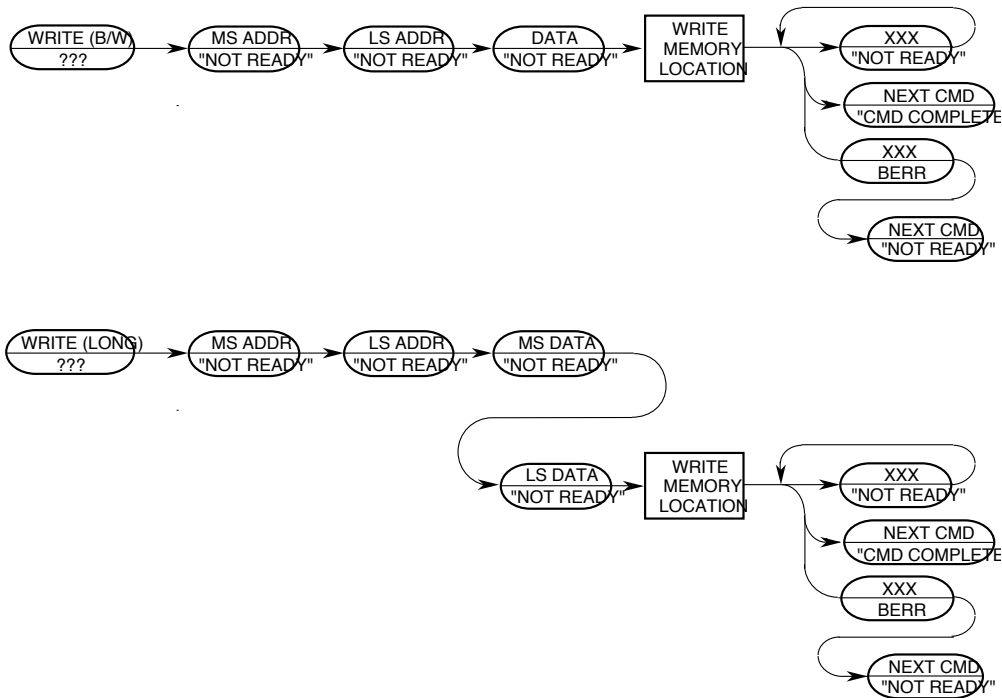 WRITE (B/W)
???
MS ADDR
"NOT READY"
LS ADDR
"NOT READY"
DATA
"NOT READY"
WRITE
MEMORY
LOCATION
XXX
"NOT READY"
NEXT CMD
"CMD COMPLETE
XXX
BERR
NEXT CMD
"NOT READY"
WRITE (LONG)
???
MS ADDR
"NOT READY"
LS ADDR
"NOT READY"
MS DATA
"NOT READY"
LS DATA
"NOT READY"
WRITE
MEMORY
LOCATION
XXX
"NOT READY"
NEXT CMD
"CMD COMPLETE
XXX
BERR
NEXT CMD
"NOT READY"